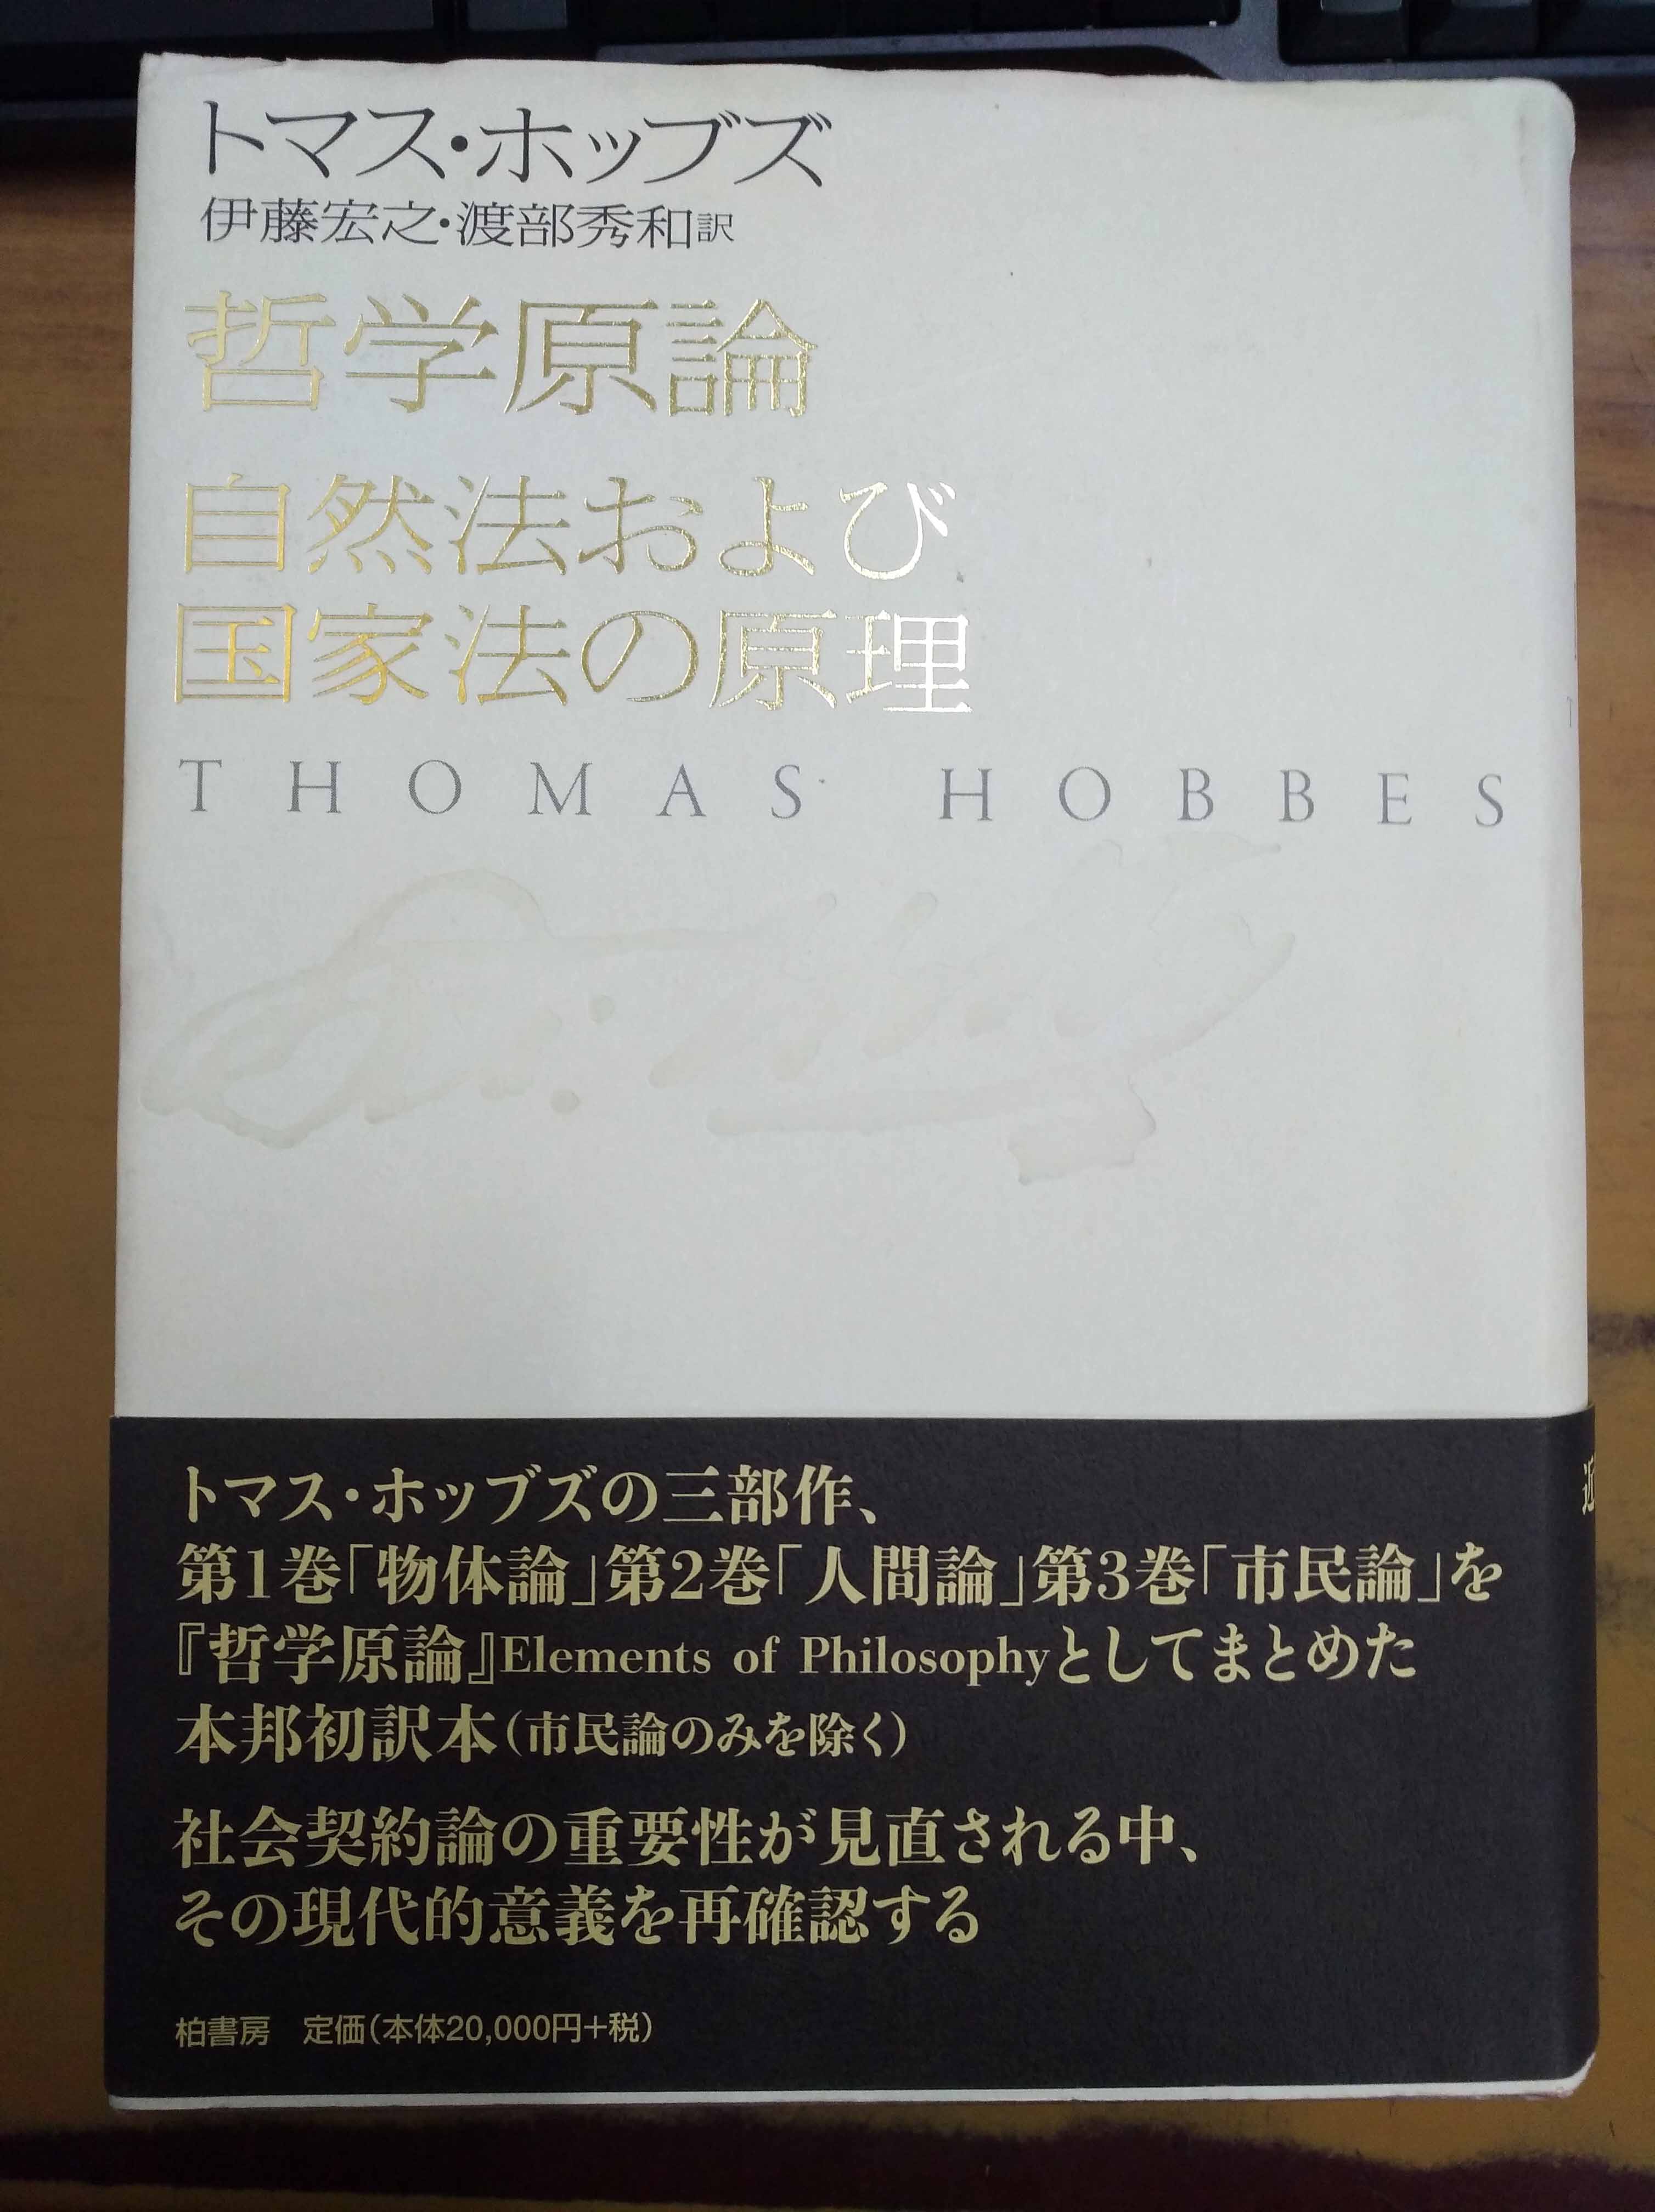 トマス・ホッブズ
伊藤宏之・渡部秀和訳
哲学原論
自然法および
国家法の原理
THOMAS HOBBES
トマス・ホッブズの三部作、
第1巻「物体論」第2巻「人間論」第3巻「市民論」を
『哲学原論』Elements of Philosophyとしてまとめた
本邦初訳本(市民論のみを除く)
社会契約論の重要性が見直される中、
その現代的意義を再確認する
柏書房　定価(本体20,000円+税)